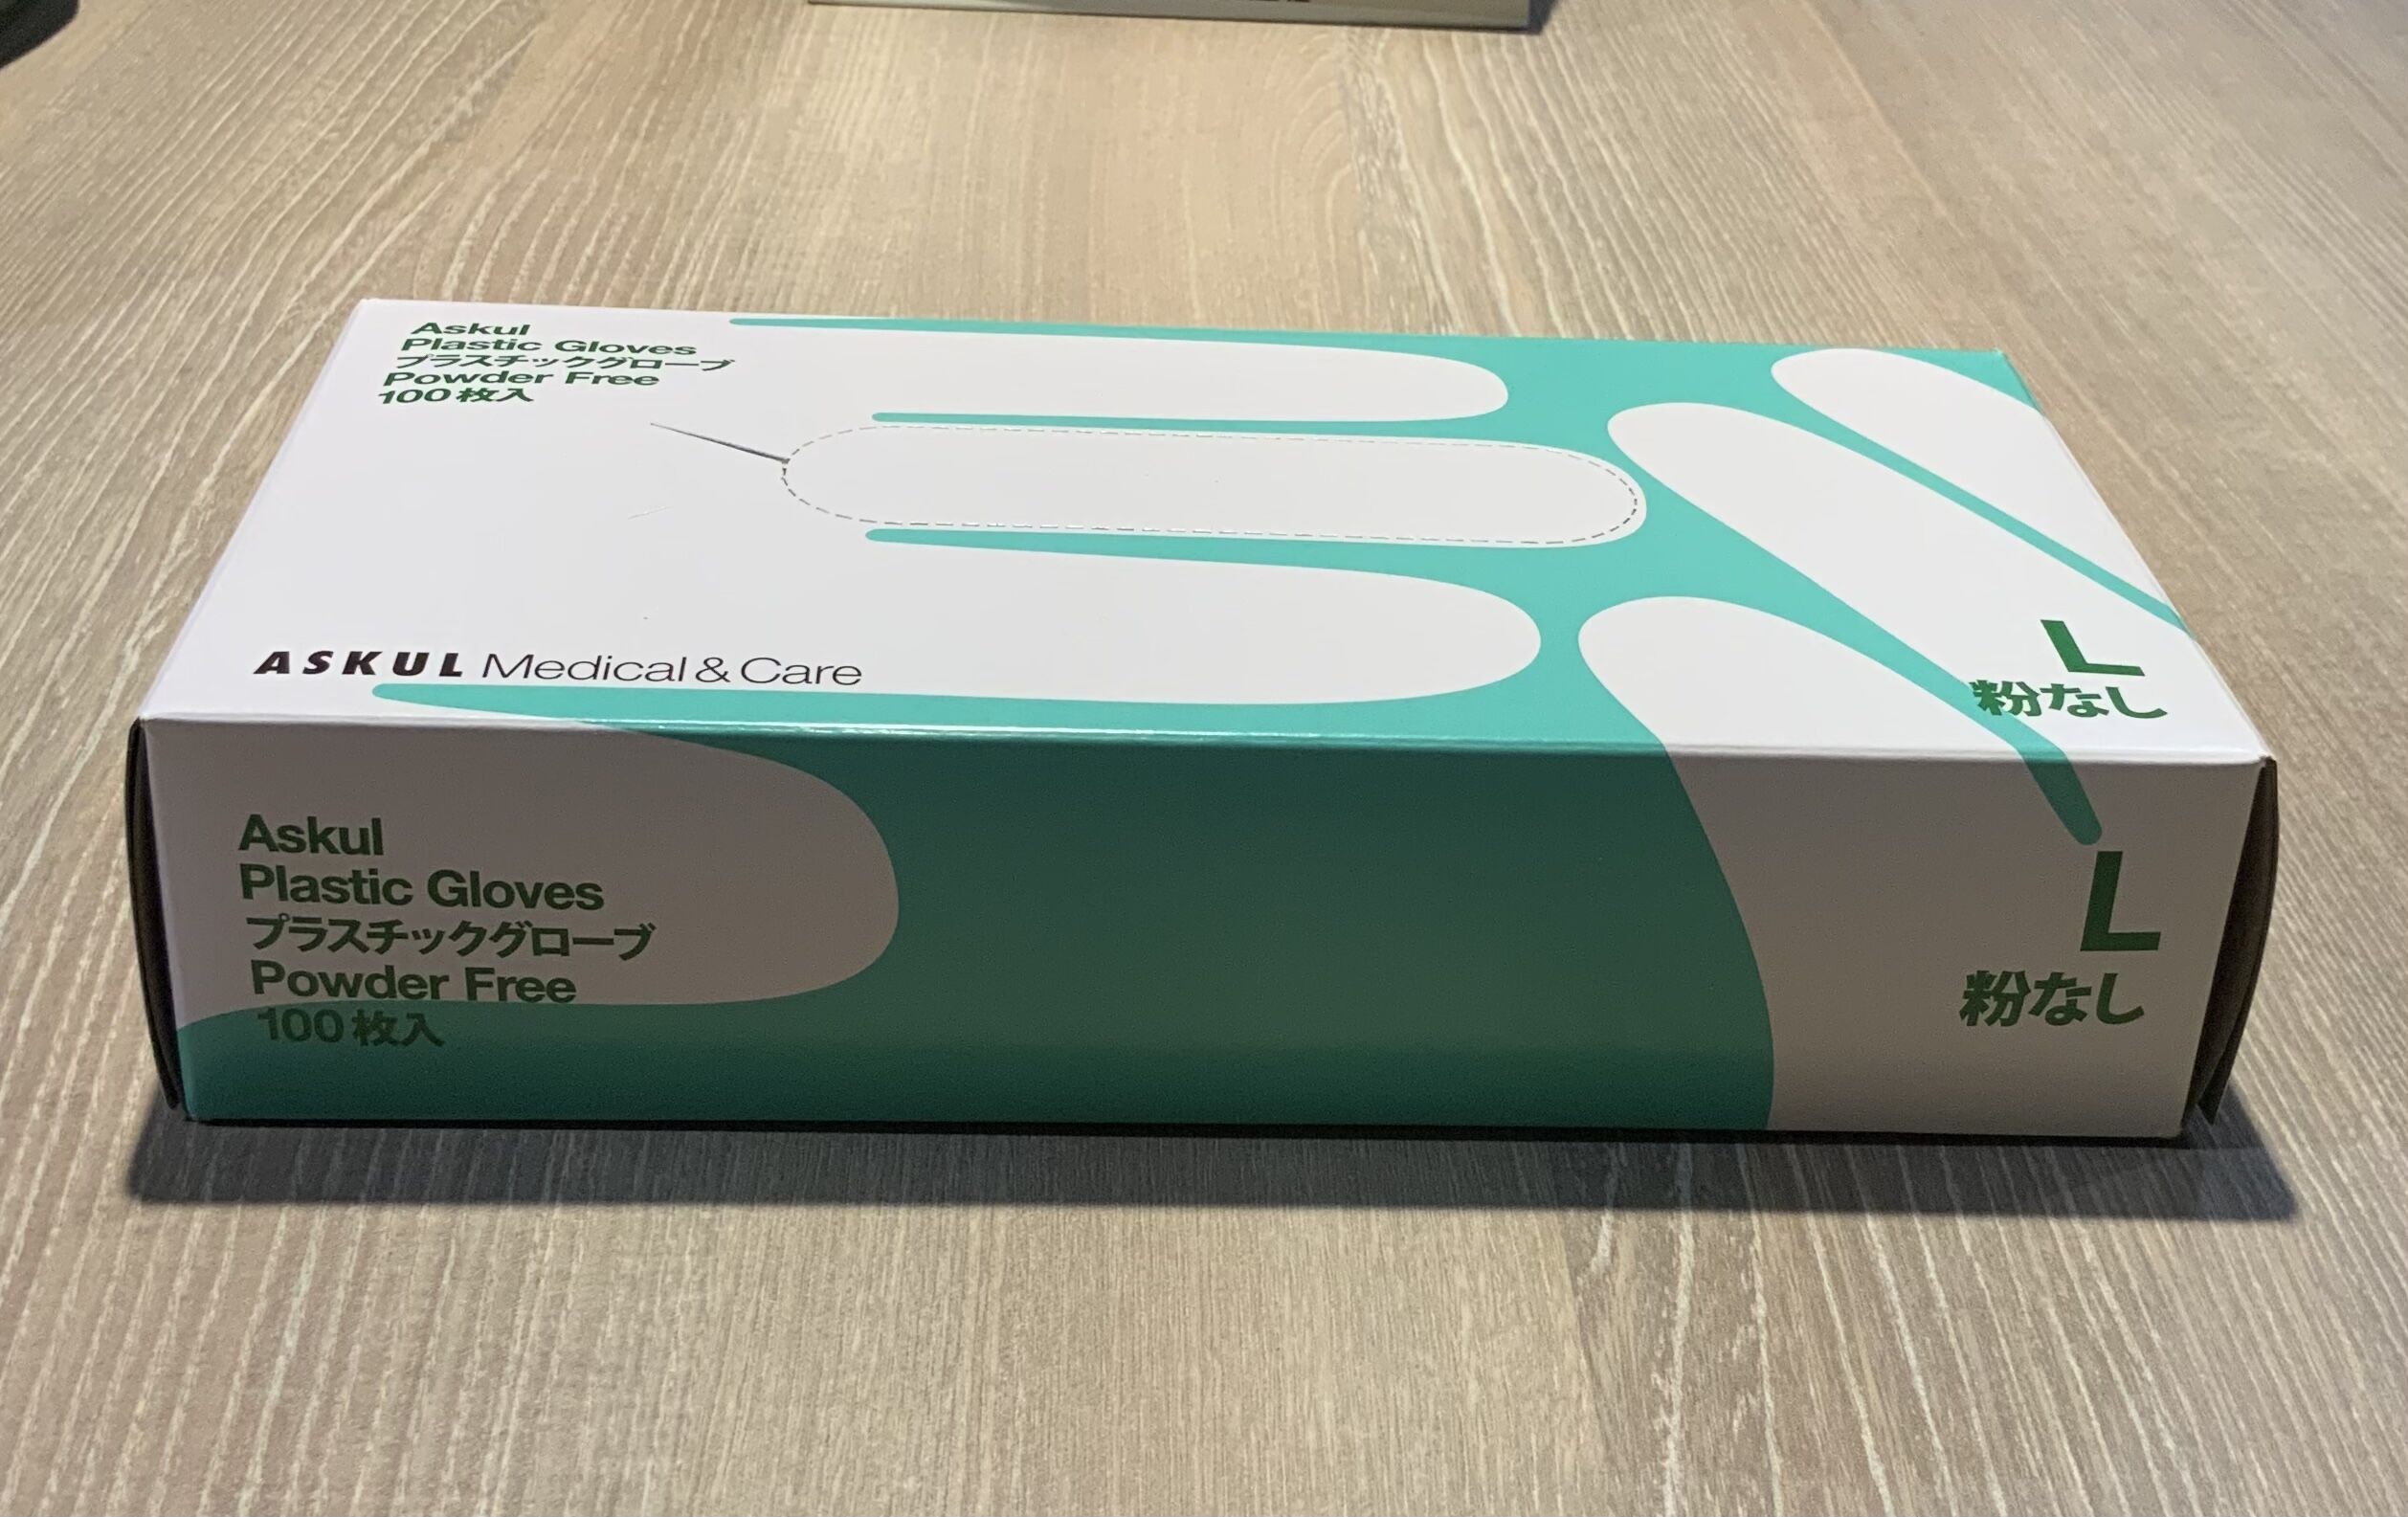 Askul
Plastic Gloves
プラスチックグローブ
Powder Free
100枚入
ASKUL Medical & Care
L
粉なし
Askul
Plastic Gloves
プラスチックグローブ
Powder Free
100枚入
L
粉なし